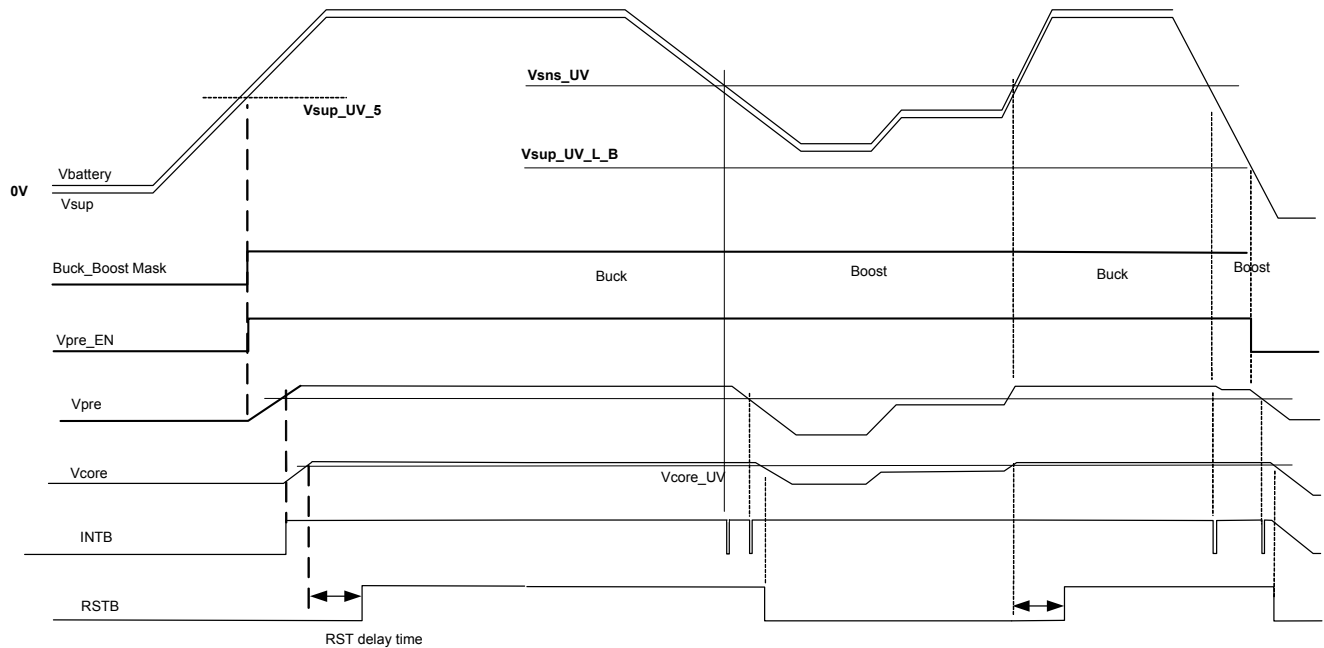 Vsns_UV
Vsup_UV_5
Vsup_UV_L_B
Vbattery
0V
Vsup
Buck_Boost Mask
Buck
Boost
Buck
Boost
Vpre_EN
Vpre
Vcore
Vcore_UV
INTB
RSTB
RST delay time